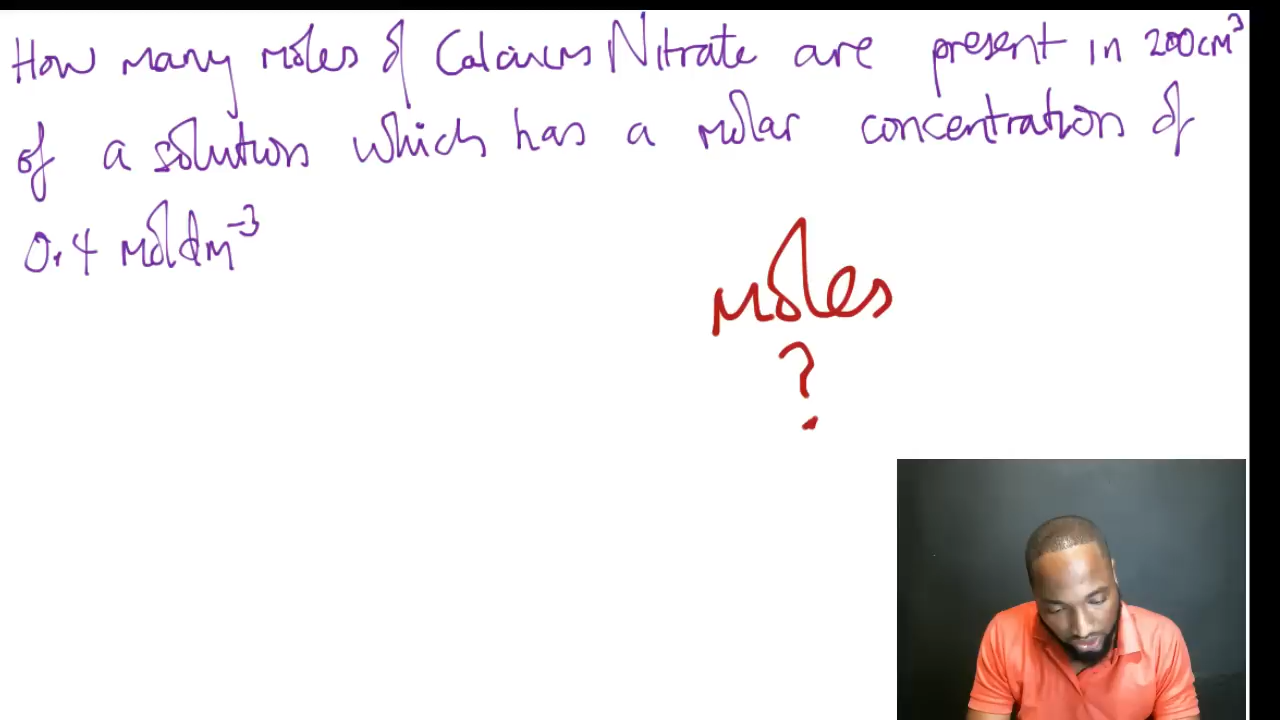 How many moles of Calcium Nitrate are present in 200cm³
of a solution which has a molar concentration of
0.4 moldm⁻³
moles
?